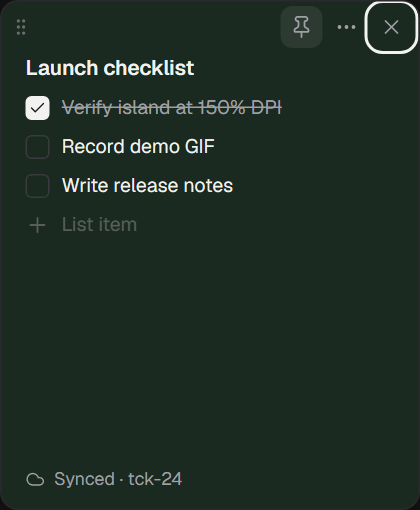 Launch checklist
Verify island at 150% DPI
Record demo GIF
Write release notes
List item
Synced · tck-24